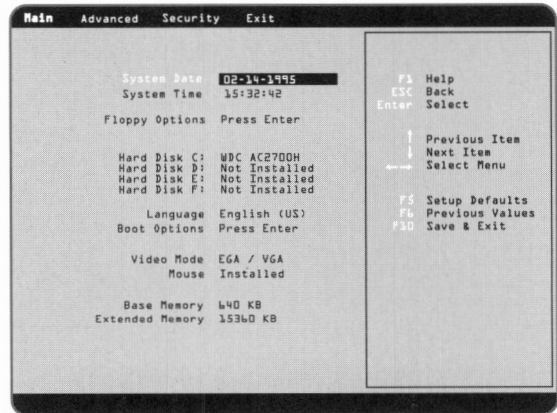 Main Advanced Security Exit
System Date 02-14-1995
System Time 15:32:42
Floppy Options Press Enter
Hard Disk C: WDC AC2700H
Hard Disk D: Not Installed
Hard Disk E: Not Installed
Hard Disk F: Not Installed
Language English (US)
Boot Options Press Enter
Video Mode EGA / VGA
Mouse Installed
Base Memory 640 KB
Extended Memory 15360 KB
F1 Help
ESC Back
Enter Select
↑ Previous Item
↓ Next Item
←→ Select Menu
F5 Setup Defaults
F6 Previous Values
F10 Save & Exit